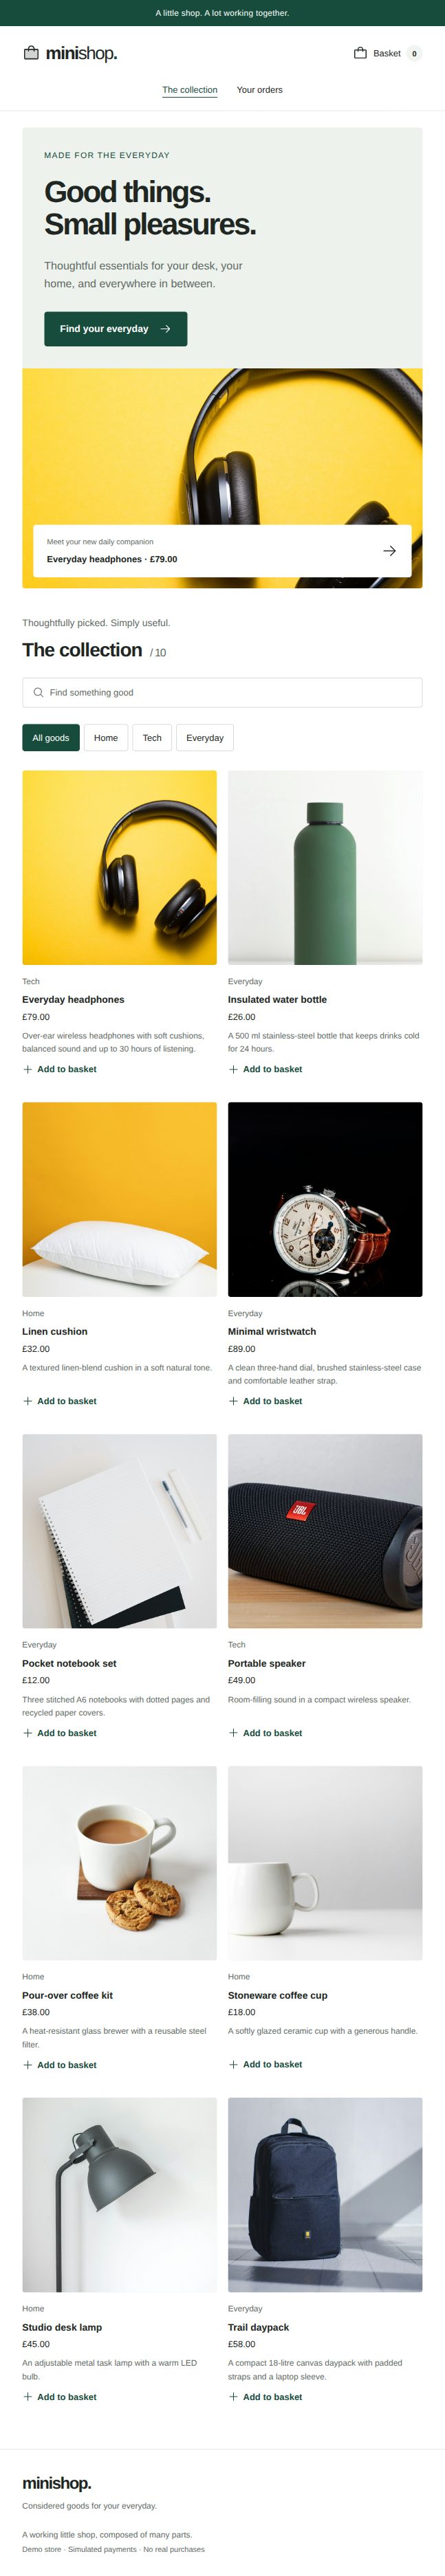 A little shop. A lot working together.
minishop.
Basket 0
The collection Your orders
MADE FOR THE EVERYDAY
Good things.
Small pleasures.
Thoughtful essentials for your desk, your
home, and everywhere in between.
Find your everyday
Meet your new daily companion
Everyday headphones · £79.00
Thoughtfully picked. Simply useful.
The collection / 10
Find something good
All goods Home Tech Everyday
Tech
Everyday headphones
£79.00
Over-ear wireless headphones with soft cushions,
balanced sound and up to 30 hours of listening.
Add to basket
Everyday
Insulated water bottle
£26.00
A 500 ml stainless-steel bottle that keeps drinks cold
for 24 hours.
Add to basket
Home
Linen cushion
£32.00
A textured linen-blend cushion in a soft natural tone.
Add to basket
Everyday
Minimal wristwatch
£89.00
A clean three-hand dial, brushed stainless-steel case
and comfortable leather strap.
Add to basket
Everyday
Pocket notebook set
£12.00
Three stitched A6 notebooks with dotted pages and
recycled paper covers.
Add to basket
JBL
Tech
Portable speaker
£49.00
Room-filling sound in a compact wireless speaker.
Add to basket
Home
Pour-over coffee kit
£38.00
A heat-resistant glass brewer with a reusable steel
filter.
Add to basket
Home
Stoneware coffee cup
£18.00
A softly glazed ceramic cup with a generous handle.
Add to basket
Home
Studio desk lamp
£45.00
An adjustable metal task lamp with a warm LED
bulb.
Add to basket
Everyday
Trail daypack
£58.00
A compact 18-litre canvas daypack with padded
straps and a laptop sleeve.
Add to basket
minishop.
Considered goods for your everyday.
A working little shop, composed of many parts.
Demo store · Simulated payments · No real purchases